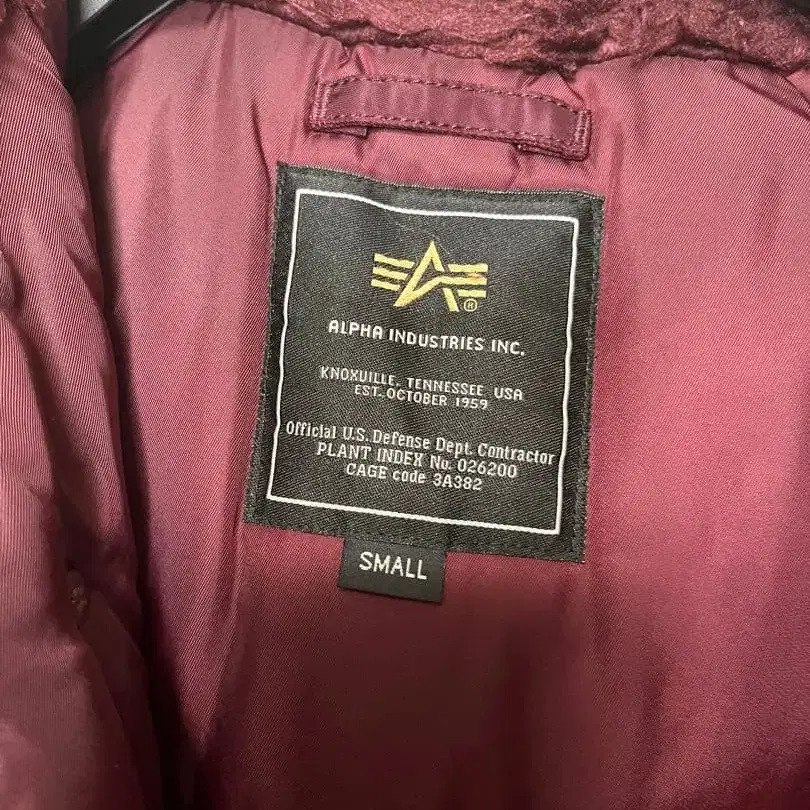 ®
ALPHA INDUSTRIES INC.
KNOXUILLE, TENNESSEE, USA
EST. OCTOBER 1959
Official U.S. Defense Dept. Contractor
PLANT INDEX No. 026200
CAGE code 3A382
SMALL